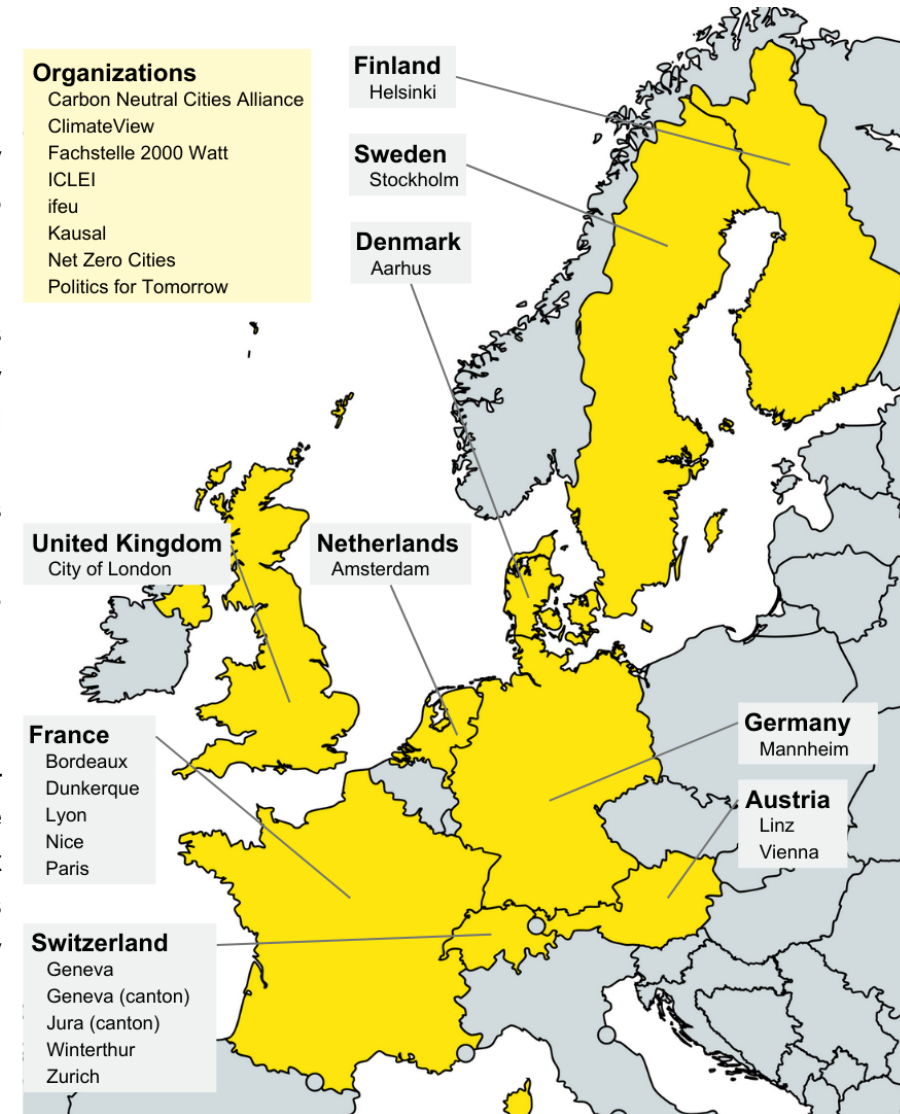 Organizations
Carbon Neutral Cities Alliance
ClimateView
Fachstelle 2000 Watt
ICLEI
ifeu
Kausal
Net Zero Cities
Politics for Tomorrow
Finland
Helsinki
Sweden
Stockholm
Denmark
Aarhus
United Kingdom
City of London
Netherlands
Amsterdam
France
Bordeaux
Dunkerque
Lyon
Nice
Paris
Germany
Mannheim
Austria
Linz
Vienna
Switzerland
Geneva
Geneva (canton)
Jura (canton)
Winterthur
Zurich